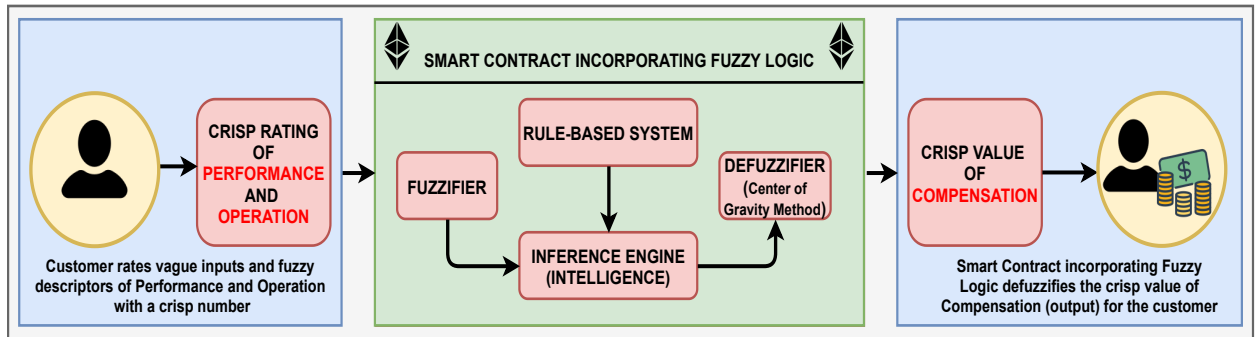 CRISP RATING
OF
PERFORMANCE
AND
OPERATION
Customer rates vague inputs and fuzzy
descriptors of Performance and Operation
with a crisp number
SMART CONTRACT INCORPORATING FUZZY LOGIC
RULE-BASED SYSTEM
FUZZIFIER
DEFUZZIFIER
(Center of
Gravity Method)
INFERENCE ENGINE
(INTELLIGENCE)
CRISP VALUE
OF
COMPENSATION
$
Smart Contract incorporating Fuzzy
Logic defuzzifies the crisp value of
Compensation (output) for the customer